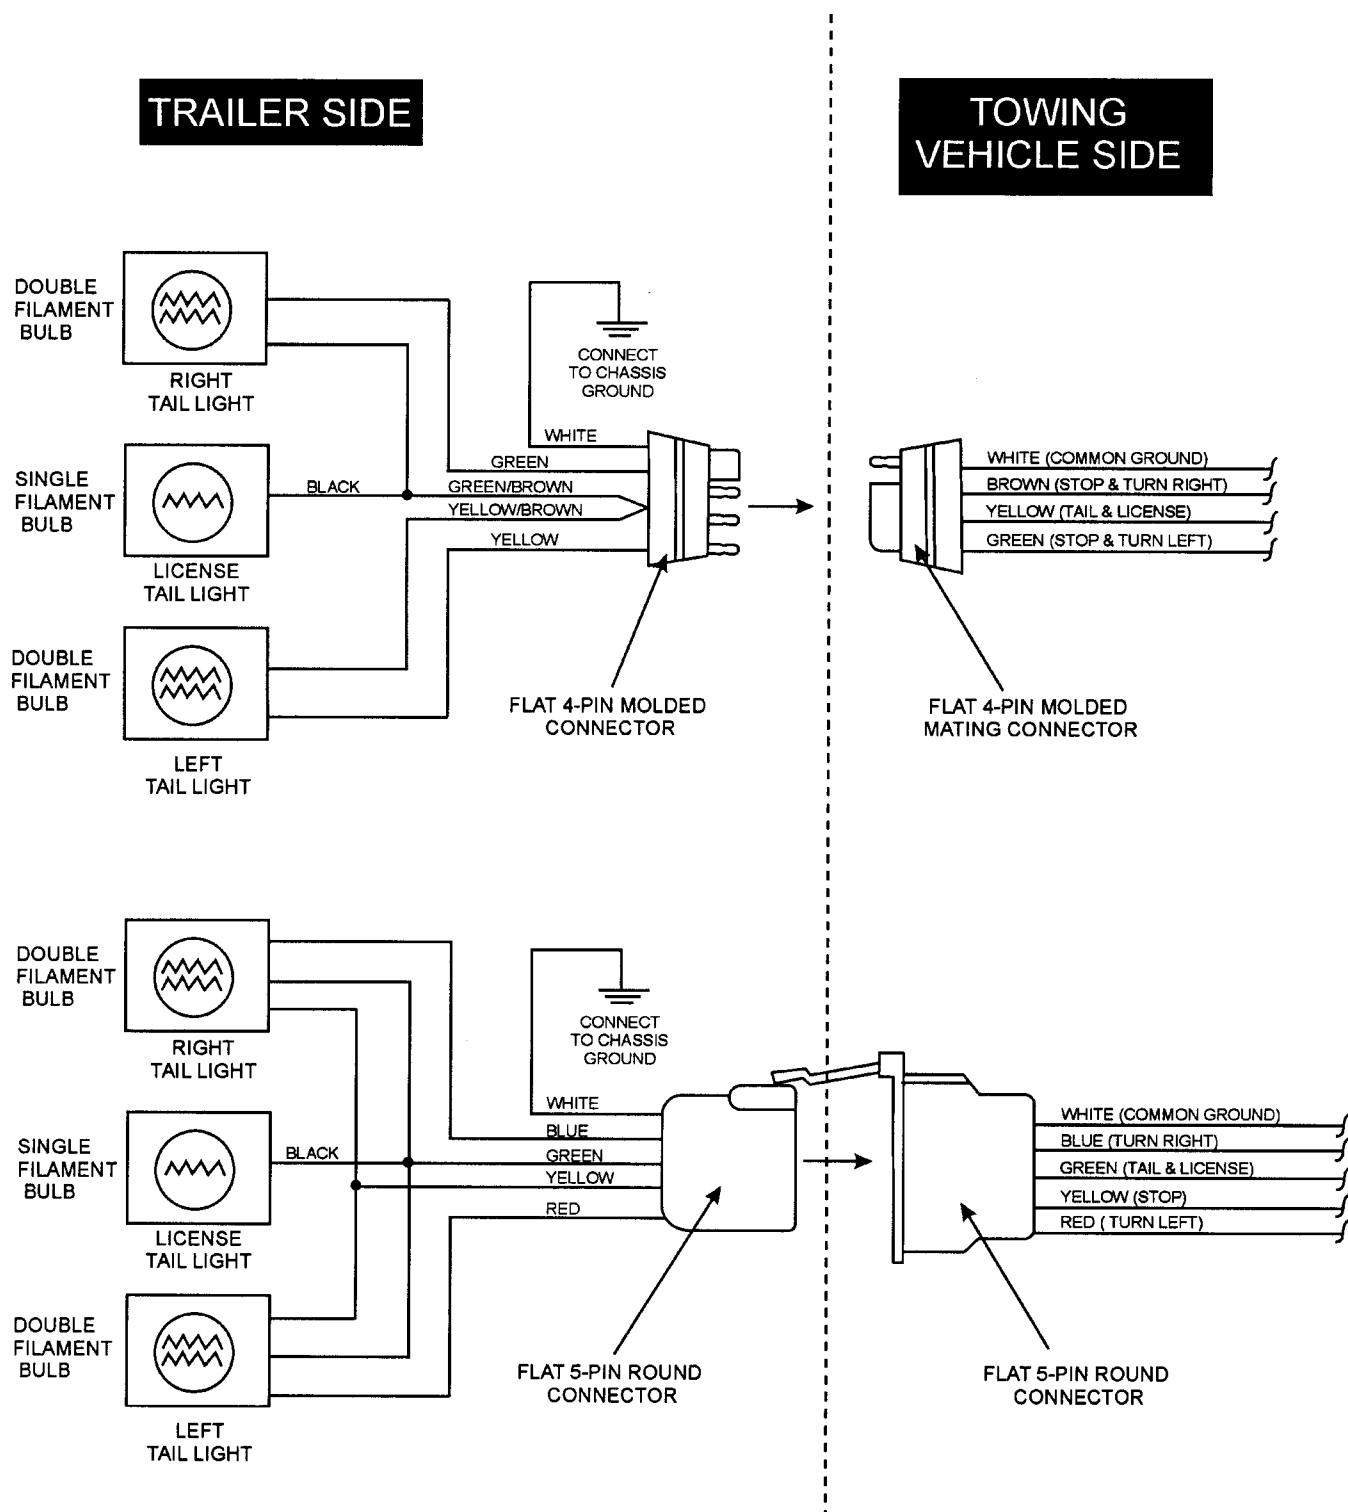 TRAILER SIDE
TOWING
VEHICLE SIDE
DOUBLE
FILAMENT
BULB
RIGHT
TAIL LIGHT
CONNECT
TO CHASSIS
GROUND
WHITE
GREEN
GREEN/BROWN
YELLOW/BROWN
YELLOW
SINGLE
FILAMENT
BULB
BLACK
LICENSE
TAIL LIGHT
WHITE (COMMON GROUND)
BROWN (STOP & TURN RIGHT)
YELLOW (TAIL & LICENSE)
GREEN (STOP & TURN LEFT)
DOUBLE
FILAMENT
BULB
LEFT
TAIL LIGHT
FLAT 4-PIN MOLDED
CONNECTOR
FLAT 4-PIN MOLDED
MATING CONNECTOR
DOUBLE
FILAMENT
BULB
RIGHT
TAIL LIGHT
CONNECT
TO CHASSIS
GROUND
WHITE
BLUE
GREEN
YELLOW
RED
SINGLE
FILAMENT
BULB
BLACK
LICENSE
TAIL LIGHT
WHITE (COMMON GROUND)
BLUE (TURN RIGHT)
GREEN (TAIL & LICENSE)
YELLOW (STOP)
RED ( TURN LEFT)
DOUBLE
FILAMENT
BULB
LEFT
TAIL LIGHT
FLAT 5-PIN ROUND
CONNECTOR
FLAT 5-PIN ROUND
CONNECTOR